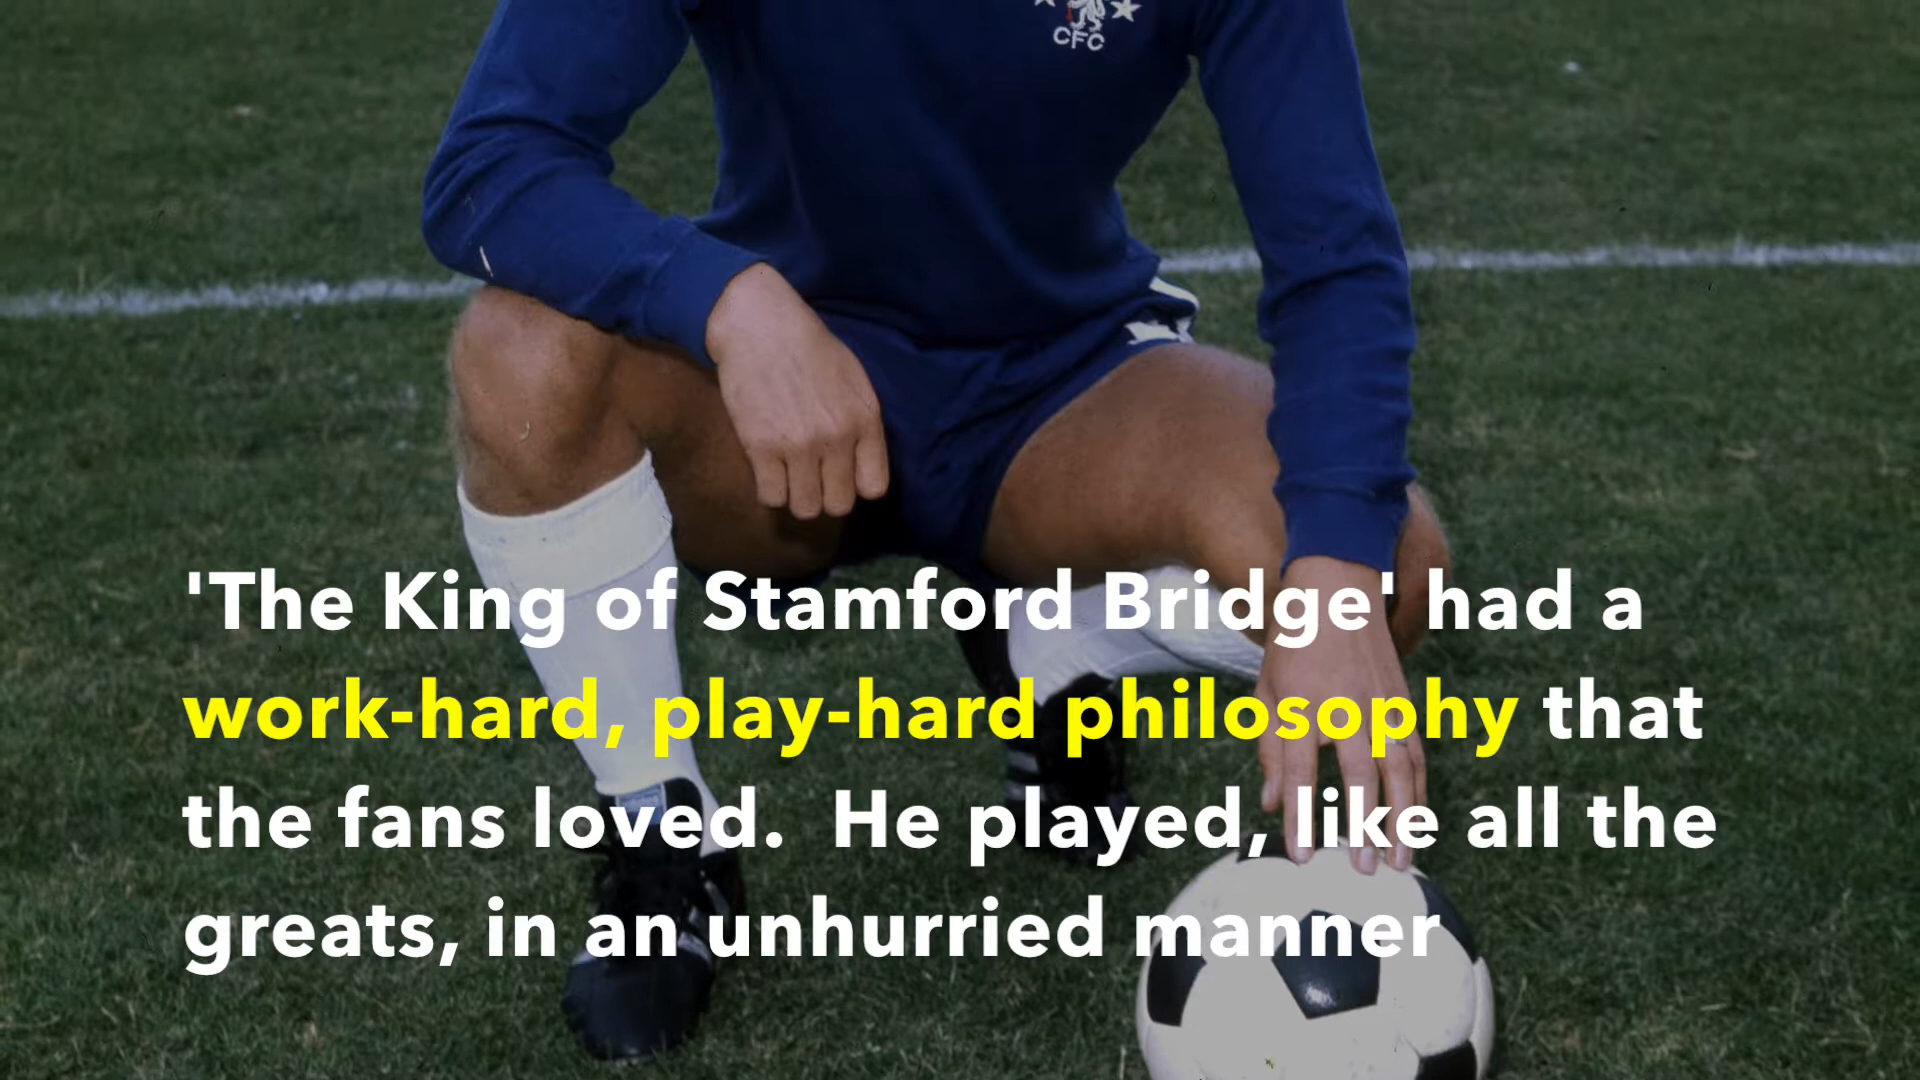 CFC
'The King of Stamford Bridge' had a
work-hard, play-hard philosophy that
the fans loved.  He played, like all the
greats, in an unhurried manner